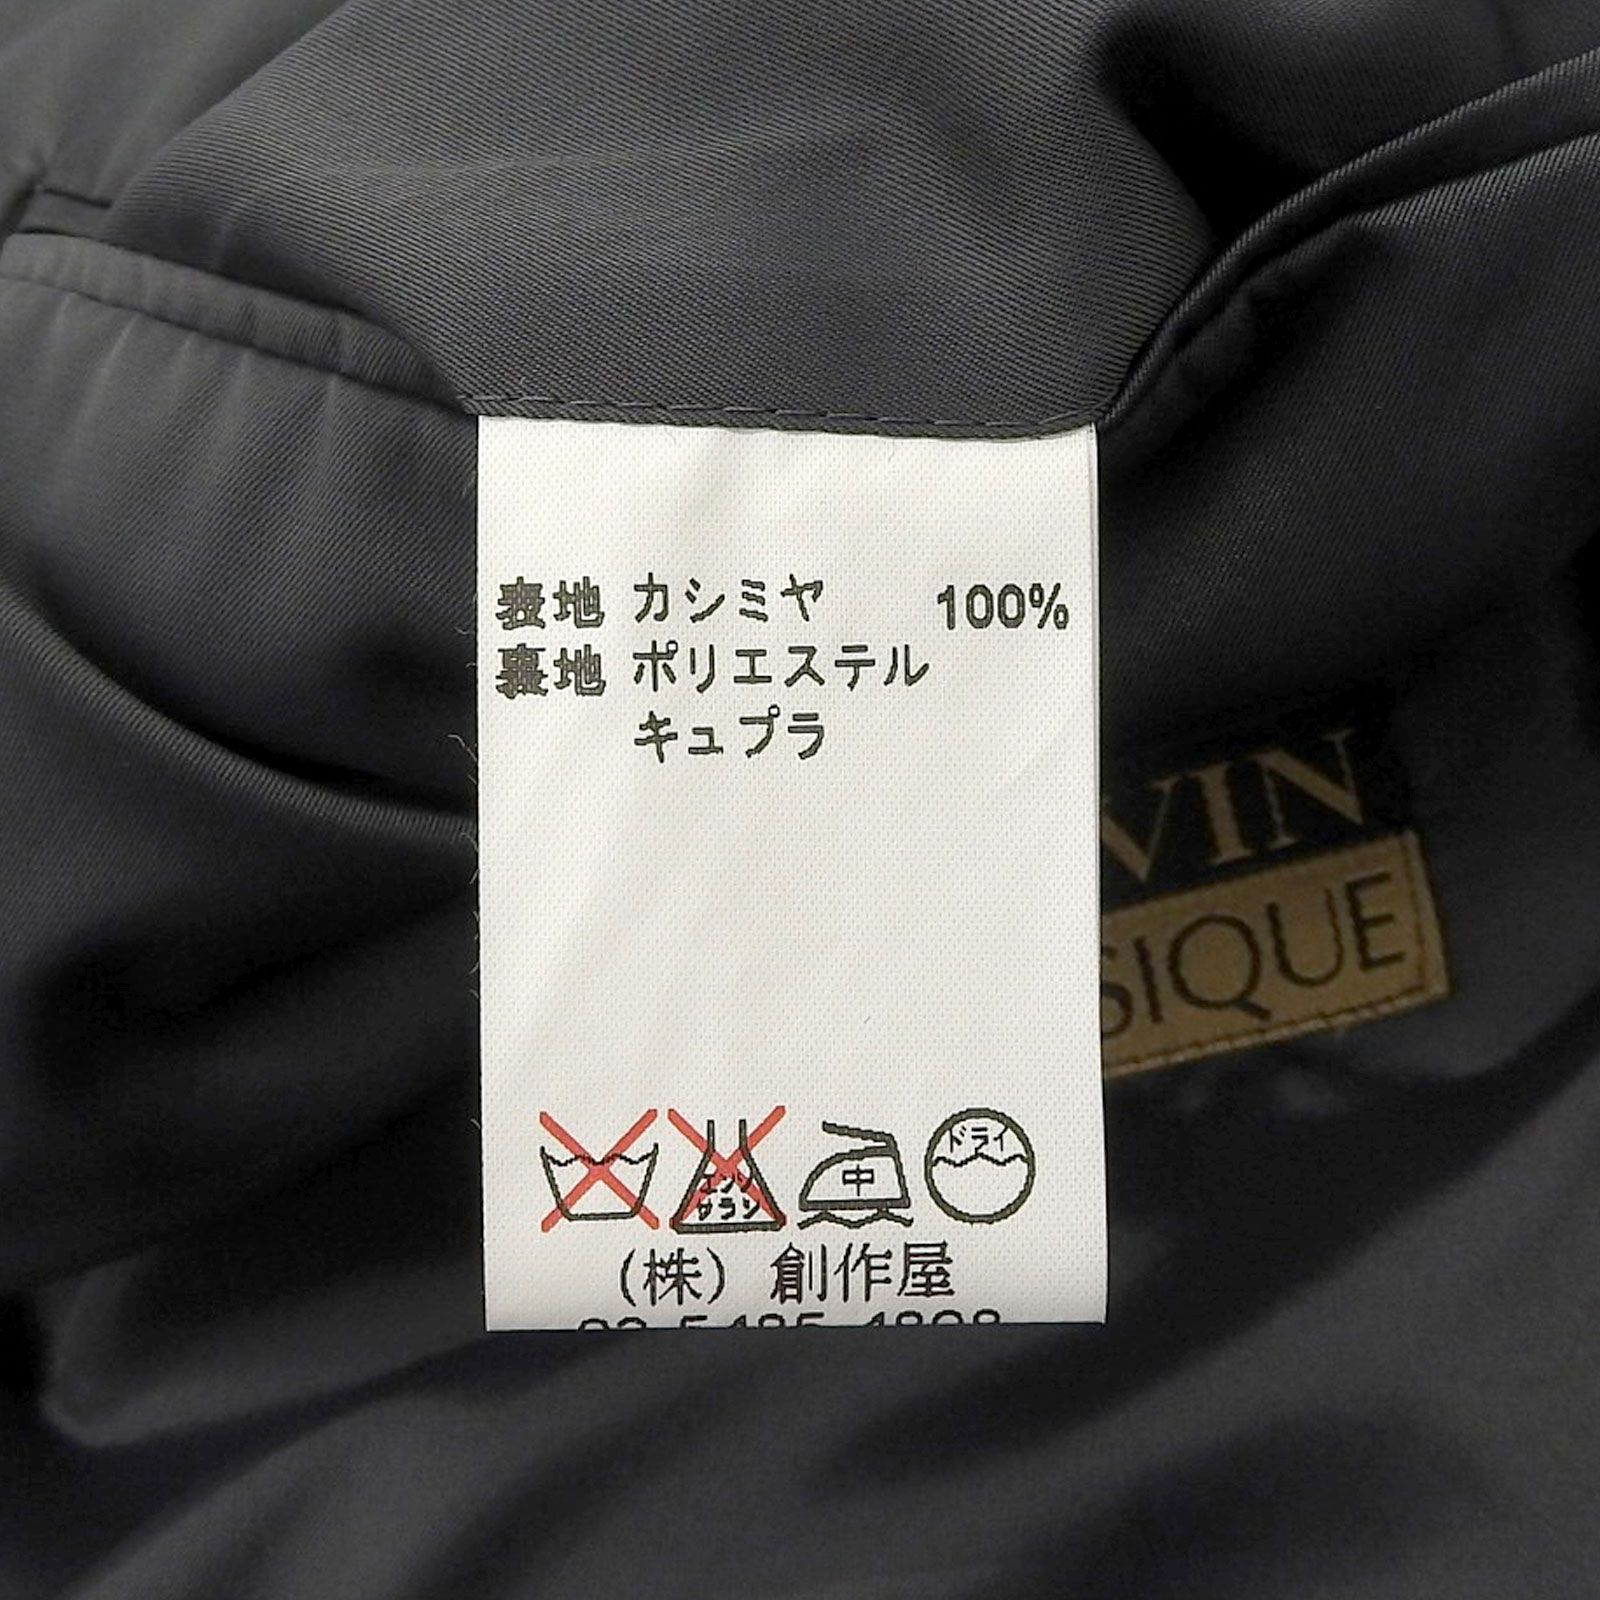 表地 カシミヤ 100%
裏地 ポリエステル
キュプラ
VIN
SIQUE
エンソ
サラシ
中
ドライ
(株) 創作屋